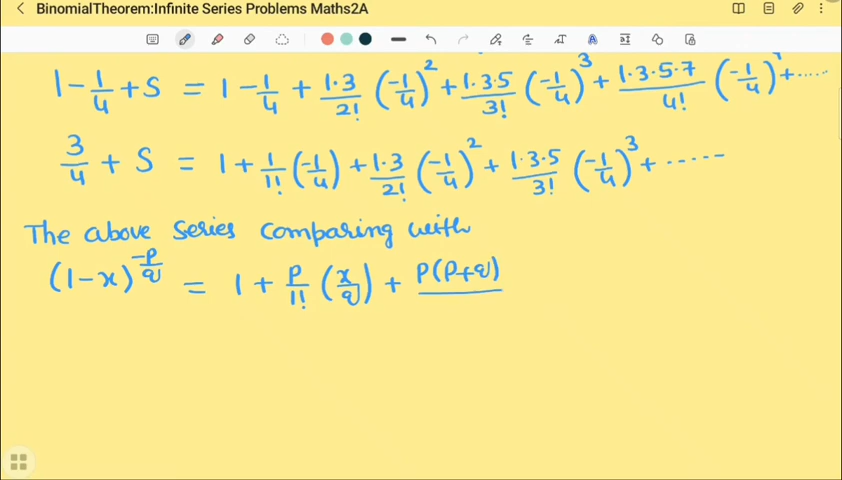 BinomialTheorem:Infinite Series Problems Maths2A
1 - 1/4 + S = 1 - 1/4 + 1·3/2! (-1/4)^2 + 1·3·5/3! (-1/4)^3 + 1·3·5·7/4! (-1/4)^4 + .....
3/4 + S = 1 + 1/1! (-1/4) + 1·3/2! (-1/4)^2 + 1·3·5/3! (-1/4)^3 + ......
The above series comparing with
(1-x)^(-P/q) = 1 + P/1! (x/q) + P(P+q)